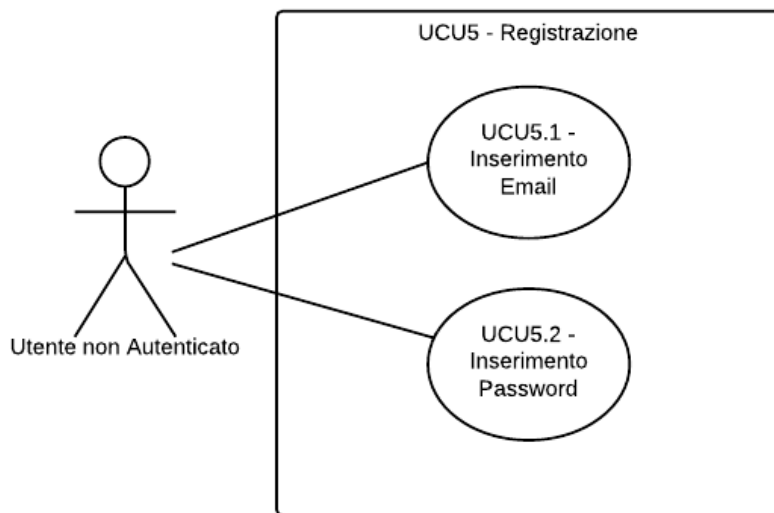 UCU5 - Registrazione
UCU5.1 -
Inserimento
Email
Utente non Autenticato
UCU5.2 -
Inserimento
Password